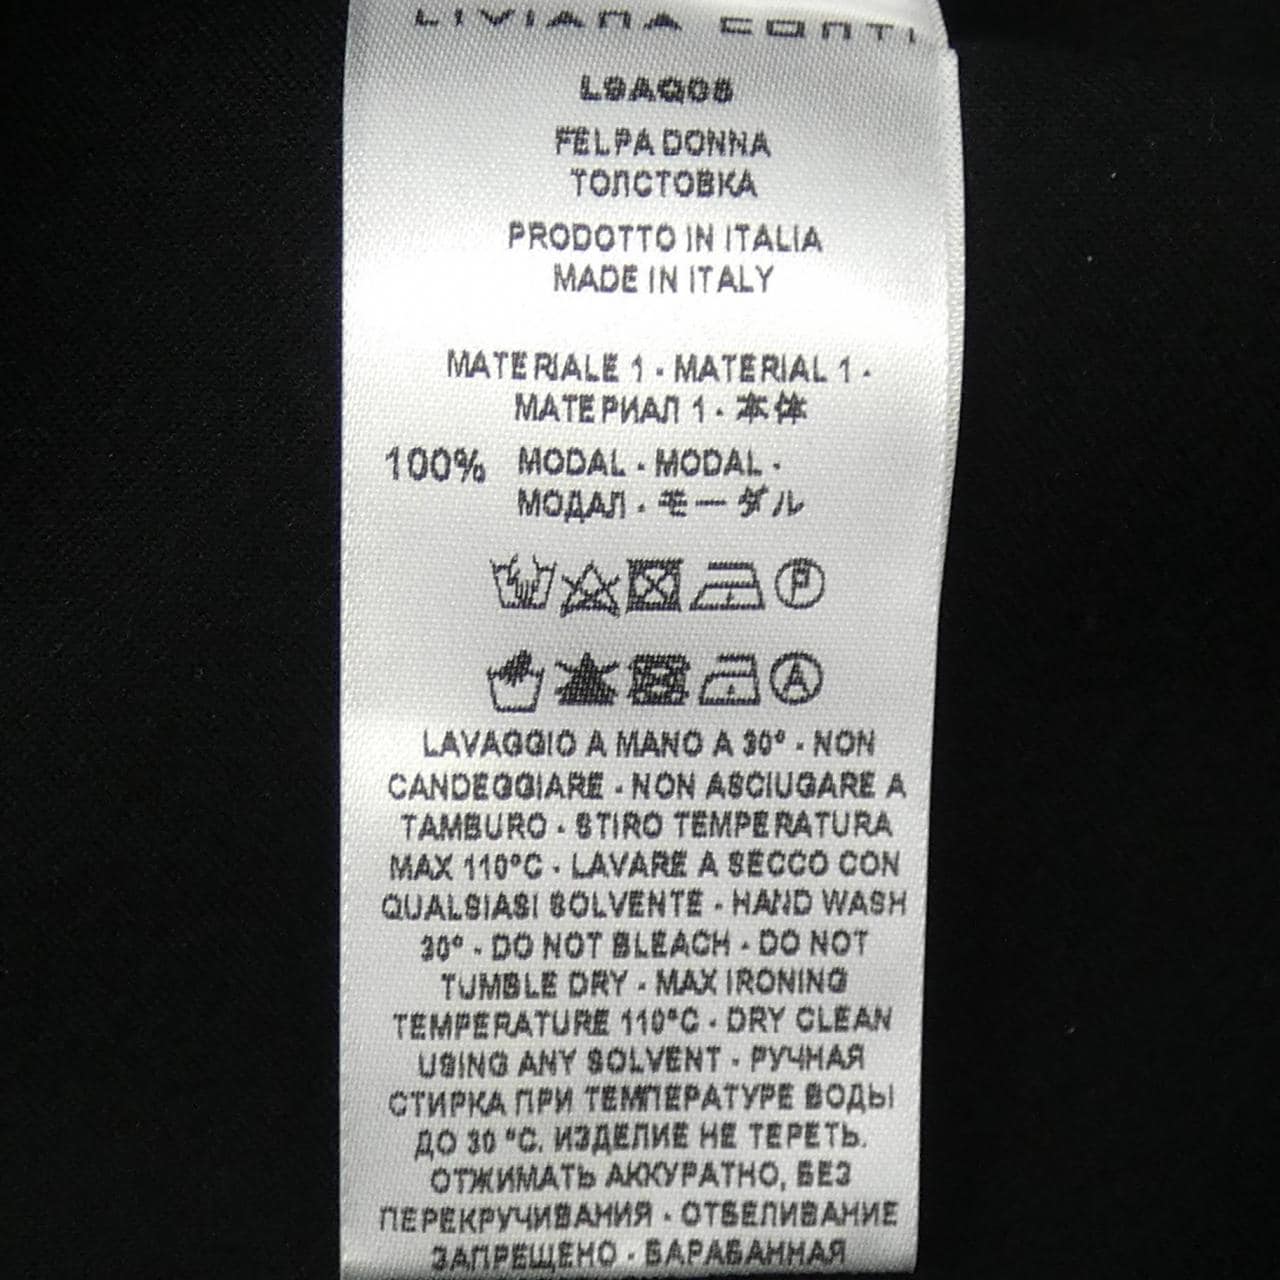 LIVIANA CONTI
L9AQ08
FELPA DONNA
ТОЛСТОВКА
PRODOTTO IN ITALIA
MADE IN ITALY
MATERIALE 1 - MATERIAL 1 -
МАТЕРИАЛ 1 - 本体
100% MODAL - MODAL -
МОДАЛ - モーダル
P
A
LAVAGGIO A MANO A 30° - NON
CANDEGGIARE - NON ASCIUGARE A
TAMBURO - STIRO TEMPERATURA
MAX 110°C - LAVARE A SECCO CON
QUALSIASI SOLVENTE - HAND WASH
30° - DO NOT BLEACH - DO NOT
TUMBLE DRY - MAX IRONING
TEMPERATURE 110°C - DRY CLEAN
USING ANY SOLVENT - РУЧНАЯ
СТИРКА ПРИ ТЕМПЕРАТУРЕ ВОДЫ
ДО 30 °C. ИЗДЕЛИЕ НЕ ТЕРЕТЬ.
ОТЖИМАТЬ АККУРАТНО, БЕЗ
ПЕРЕКРУЧИВАНИЯ - ОТБЕЛИВАНИЕ
ЗАПРЕЩЕНО - БАРАБАННАЯ